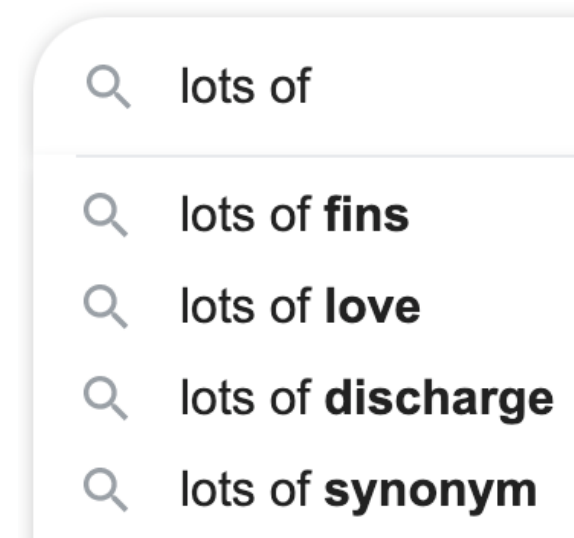 lots of
lots of fins
lots of love
lots of discharge
lots of synonym